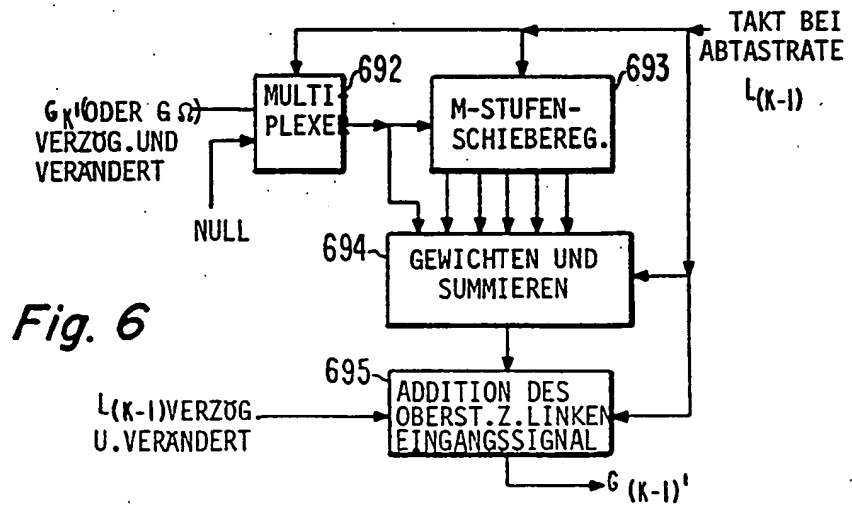 TAKT BEI
ABTASTRATE
L(K-1)
692
693
MULTI-
PLEXER
M-STUFEN-
SCHIEBEREG.
GK'(ODER GΩ)
VERZÖG.UND
VERÄNDERT
NULL
694
GEWICHTEN UND
SUMMIEREN
Fig. 6
695
ADDITION DES
OBERST.Z.LINKEN
EINGANGSSIGNAL
L(K-1)VERZÖG.
U.VERÄNDERT
G(K-1)'